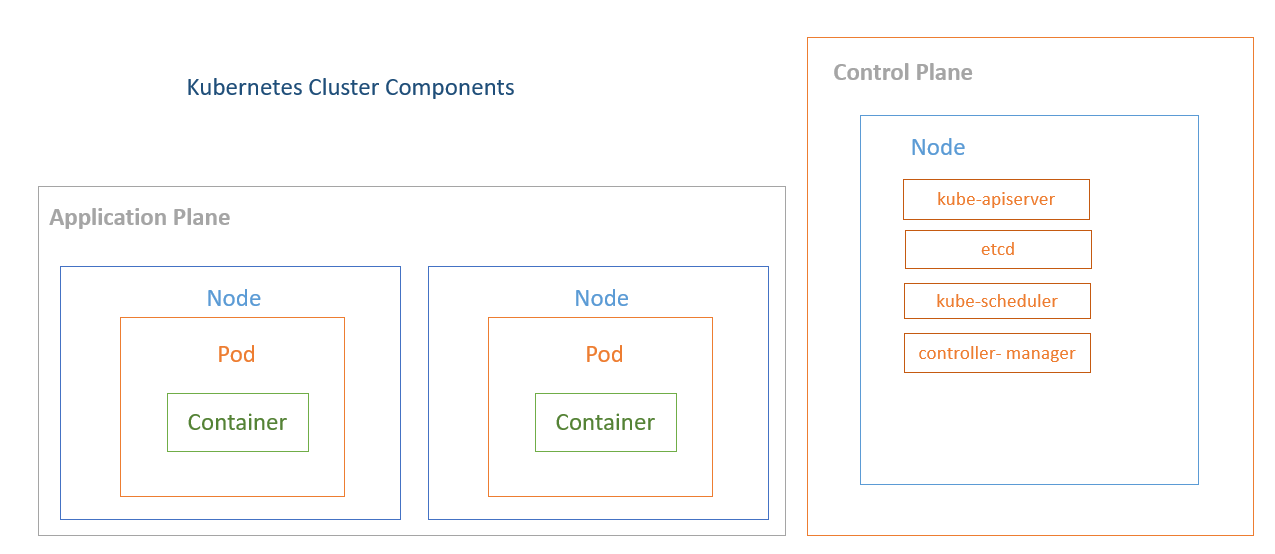 Kubernetes Cluster Components
Application Plane
Node
Pod
Container
Node
Pod
Container
Control Plane
Node
kube-apiserver
etcd
kube-scheduler
controller- manager